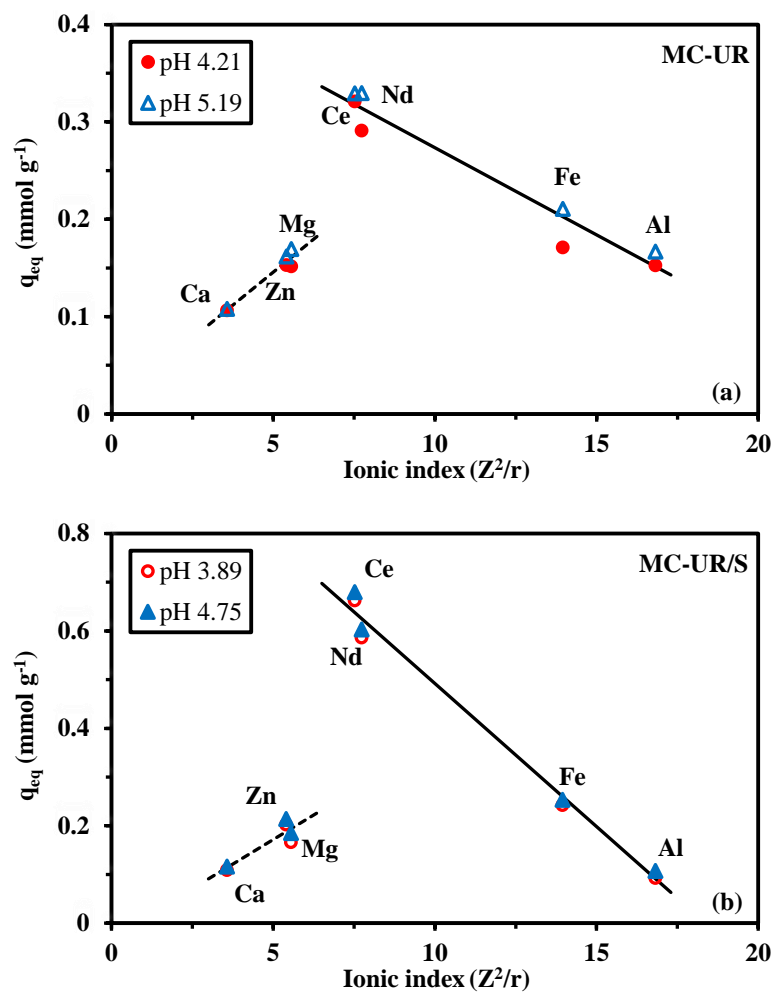 0.4
0.3
0.2
0.1
0
q_eq (mmol g⁻¹)
pH 4.21
pH 5.19
MC-UR
Ce
Nd
Fe
Al
Mg
Ca
Zn
(a)
0 5 10 15 20
Ionic index (Z²/r)
0.8
0.6
0.4
0.2
0
q_eq (mmol g⁻¹)
pH 3.89
pH 4.75
MC-UR/S
Ce
Nd
Fe
Al
Zn
Mg
Ca
(b)
0 5 10 15 20
Ionic index (Z²/r)